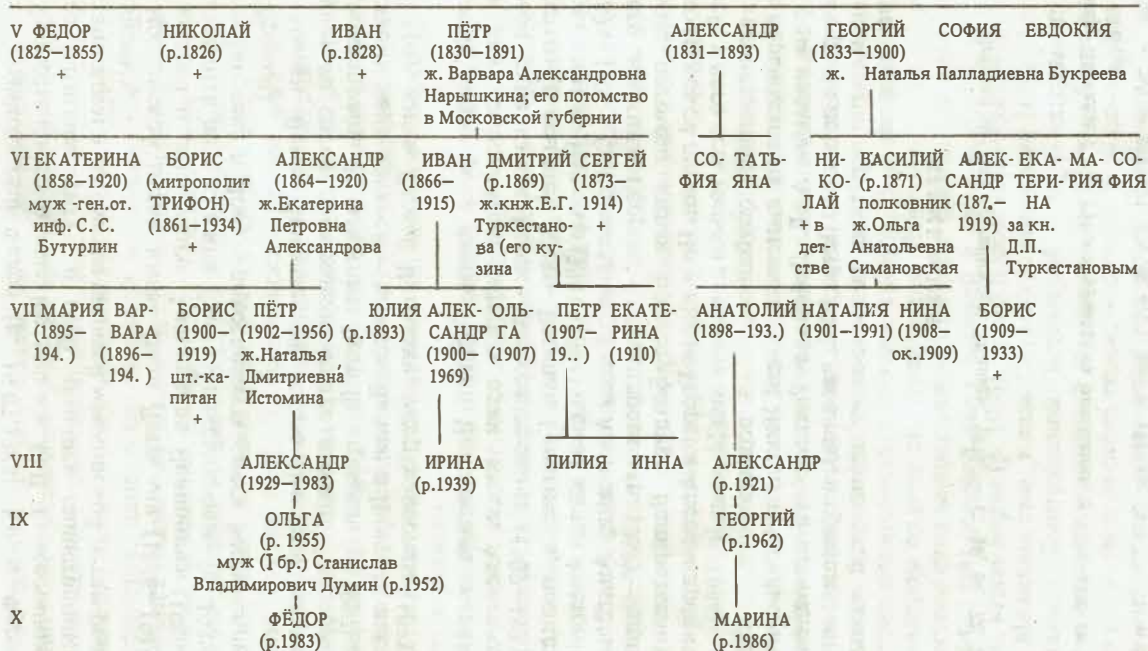 V ФЕДОР НИКОЛАЙ ИВАН ПЁТР АЛЕКСАНДР ГЕОРГИЙ СОФИЯ ЕВДОКИЯ
(1825—1855) (р.1826) (р.1828) (1830—1891) (1831—1893) (1833—1900)
+ + + ж. Варвара Александровна ж. Наталья Палладиевна Букреева
Нарышкина; его потомство
в Московской губернии
VI ЕКАТЕРИНА БОРИС АЛЕКСАНДР ИВАН ДМИТРИЙ СЕРГЕЙ СО- ТАТЬ- НИ- ВАСИЛИЙ АЛЕК- ЕКА- МА- СО-
(1858—1920) (митрополит (1864—1920) (1866— (р.1869) (1873— ФИЯ ЯНА КО- (р.1871) САНДР ТЕРИ- РИЯ ФИЯ
муж -ген.от. ТРИФОН) ж.Екатерина 1915) ж.кнж.Е.Г. 1914) ЛАЙ полковник (187.— НА
инф. С. С. (1861—1934) Петровна Туркестано- + + в ж.Ольга 1919) за кн.
Бутурлин + Александрова ва (его ку- дет- Анатольевна Д.П.
зина стве Симановская Туркестановым
VII МАРИЯ ВАР- БОРИС ПЁТР ЮЛИЯ АЛЕК- ОЛЬ- ПЕТР ЕКАТЕ- АНАТОЛИЙ НАТАЛИЯ НИНА БОРИС
(1895— ВАРА (1900— (1902—1956) (р.1893) САНДР ГА (1907— РИНА (1898—193.) (1901—1991) (1908— (1909—
194. ) (1896— 1919) ж.Наталья (1900— (1907) 19.. ) (1910) ок.1909) 1933)
194. ) шт.-ка- Дмитриевна 1969) +
питан Истомина
+
VIII АЛЕКСАНДР ИРИНА ЛИЛИЯ ИННА АЛЕКСАНДР
(1929—1983) (р.1939) (р.1921)
IX ОЛЬГА ГЕОРГИЙ
(р. 1955) (р.1962)
муж (I бр.) Станислав
Владимирович Думин (р.1952)
X ФЁДОР МАРИНА
(р.1983) (р.1986)